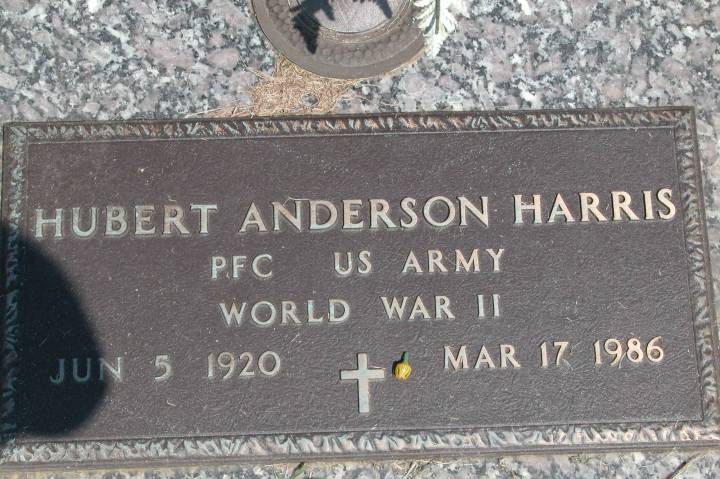 HUBERT ANDERSON HARRIS
PFC US ARMY
WORLD WAR II
JUN 5 1920 MAR 17 1986